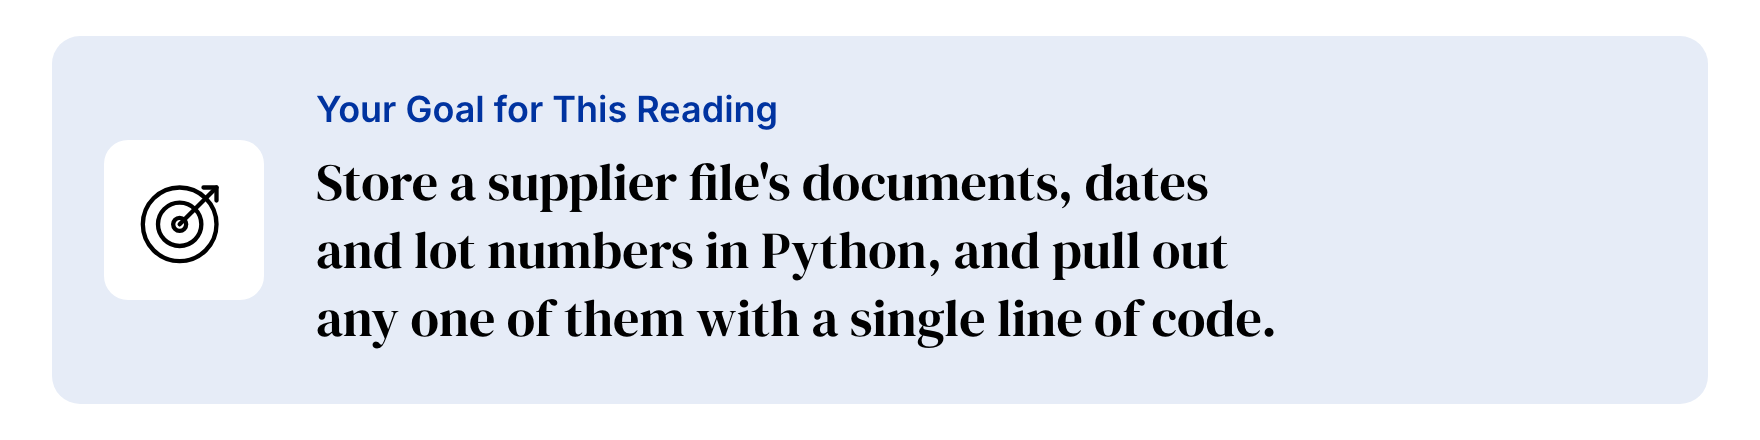 Your Goal for This Reading
Store a supplier file's documents, dates
and lot numbers in Python, and pull out
any one of them with a single line of code.